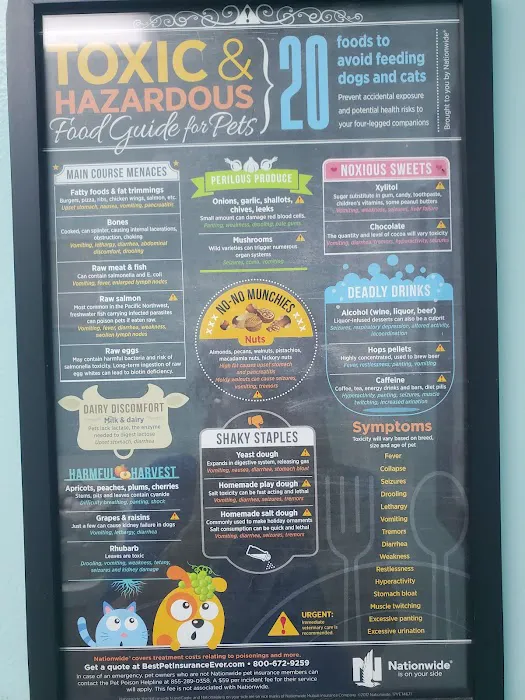 TOXIC &
HAZARDOUS
Food Guide for Pets
20
foods to
avoid feeding
dogs and cats
Prevent accidental exposure
and potential health risks to
your four-legged companions
Brought to you by Nationwide®
MAIN COURSE MENACES
Fatty foods & fat trimmings
Burgers, pizza, ribs, chicken wings, salmon, etc.
Upset stomach, nausea, vomiting, pancreatitis
Bones
Cooked, can splinter, causing internal lacerations,
obstruction, choking
Vomiting, lethargy, diarrhea, abdominal
discomfort, drooling
Raw meat & fish
Can contain salmonella and E. coli
Vomiting, fever, enlarged lymph nodes
Raw salmon
Most common in the Pacific Northwest,
freshwater fish carrying infected parasites
can poison pets if eaten raw.
Vomiting, fever, diarrhea, weakness,
swollen lymph nodes
Raw eggs
May contain harmful bacteria and risk of
salmonella toxicity. Long-term ingestion of raw
egg whites can lead to biotin deficiency.
DAIRY DISCOMFORT
Milk & dairy
Pets lack lactase, the enzyme
needed to digest lactose
Upset stomach, diarrhea
HARMFUL HARVEST
Apricots, peaches, plums, cherries
Stems, pits and leaves contain cyanide
Difficulty breathing, panting, shock
Grapes & raisins
Just a few can cause kidney failure in dogs
Vomiting, lethargy, diarrhea
Rhubarb
Leaves are toxic
Drooling, vomiting, weakness, tetany,
seizures and kidney damage
PERILOUS PRODUCE
Onions, garlic, shallots,
chives, leeks
Small amount can damage red blood cells.
Panting, weakness, drooling, pale gums
Mushrooms
Wild varieties can trigger numerous
organ systems
Seizures, coma, vomiting
NO-NO MUNCHIES
Nuts
Almonds, pecans, walnuts, pistachios,
macadamia nuts, hickory nuts
High fat causes upset stomach
and pancreatitis
Moldy walnuts can cause seizures,
vomiting, tremors
SHAKY STAPLES
Yeast dough
Expands in digestive system, releasing gas
Vomiting, nausea, diarrhea, stomach bloat
Homemade play dough
Salt toxicity can be fast acting and lethal
Vomiting, diarrhea, seizures, tremors
Homemade salt dough
Commonly used to make holiday ornaments
Salt consumption can be quick and lethal
Vomiting, diarrhea, seizures, tremors
NOXIOUS SWEETS
Xylitol
Sugar substitute in gum, candy, toothpaste,
children's vitamins, some peanut butters
Vomiting, weakness, seizures, liver failure
Chocolate
The quantity and level of cocoa will vary toxicity
Vomiting, diarrhea, tremors, hyperactivity, seizures
DEADLY DRINKS
Alcohol (wine, liquor, beer)
Liquor-infused desserts can also be a culprit
Seizures, respiratory depression, altered activity,
Hops pellets
Highly concentrated, used to brew beer
Fever, restlessness, panting, vomiting
Caffeine
Coffee, tea, energy drinks and bars, diet pills
Hyperactivity, panting, seizures, muscle
twitching, increased urination
Symptoms
Toxicity will vary based on breed,
size and age of pet
Fever
Collapse
Seizures
Drooling
Lethargy
Vomiting
Tremors
Diarrhea
Weakness
Restlessness
Hyperactivity
Stomach bloat
Muscle twitching
Excessive panting
Excessive urination
URGENT:
Immediate
veterinary care is
recommended.
Nationwide® covers treatment costs relating to poisonings and more.
Get a quote at BestPetInsuranceEver.com • 800-672-9259
In case of an emergency, pet owners who are not Nationwide pet insurance members can
contact the Pet Poison Helpline at 855-289-0358. A $59 per incident fee for their service
will apply. This fee is not associated with Nationwide.
N
Nationwide®
is on your side